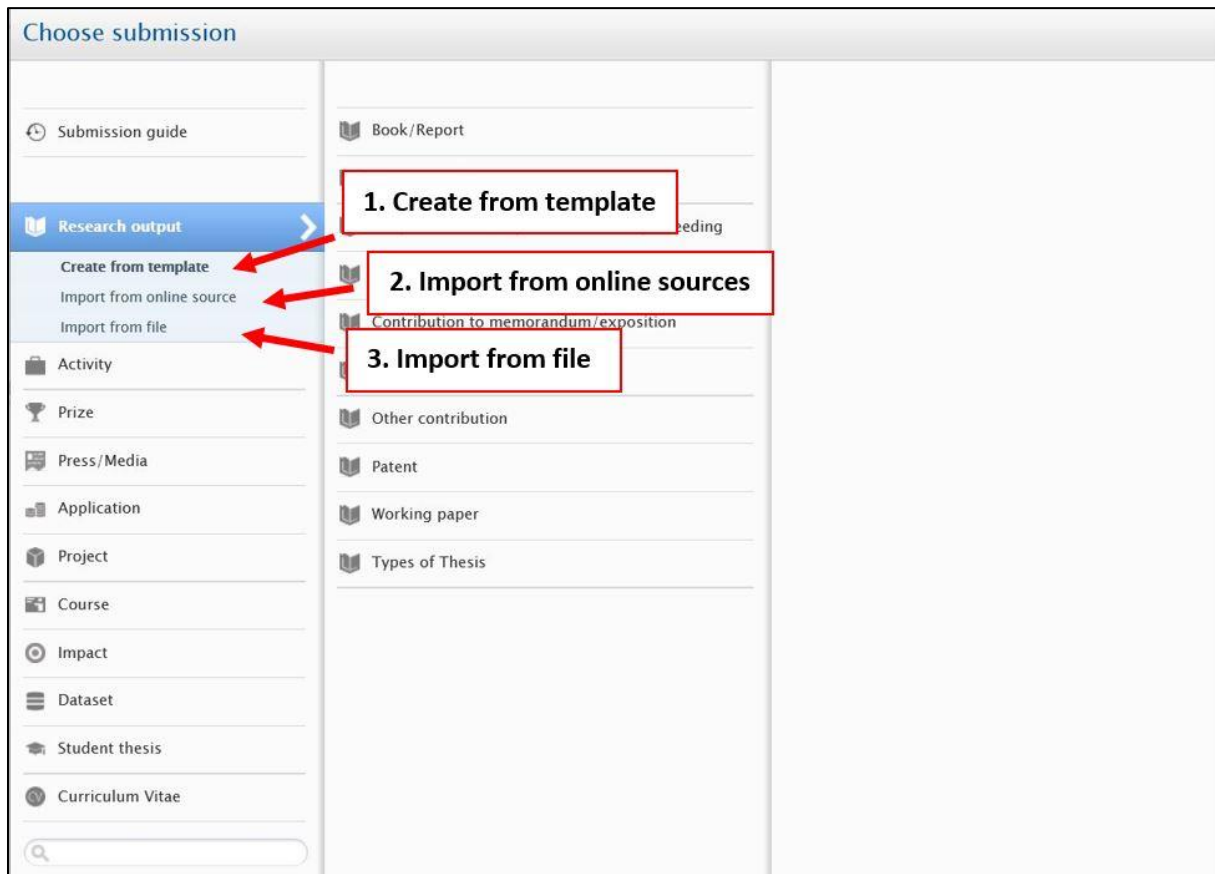 Choose submission
Submission guide
Research output
Create from template
Import from online source
Import from file
Activity
Prize
Press/Media
Application
Project
Course
Impact
Dataset
Student thesis
Curriculum Vitae
Book/Report
1. Create from template
eeding
2. Import from online sources
Contribution to memorandum/exposition
3. Import from file
Other contribution
Patent
Working paper
Types of Thesis